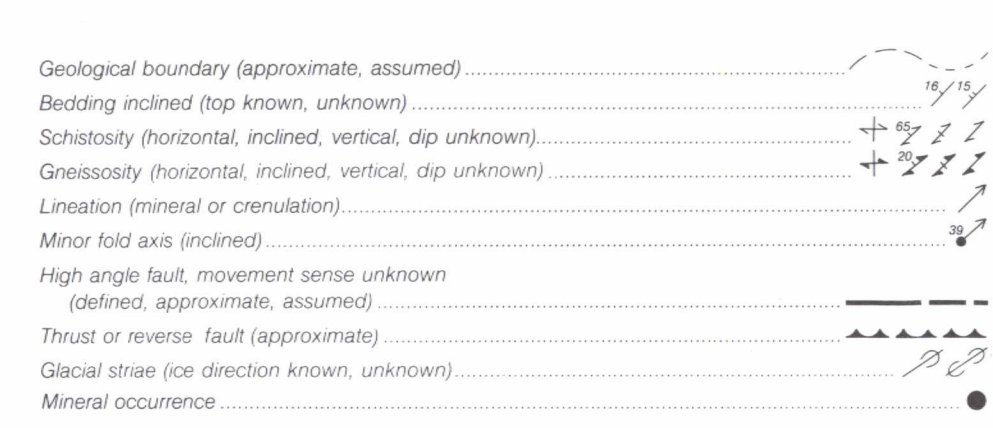 Geological boundary (approximate, assumed)
Bedding inclined (top known, unknown) 16 15
Schistosity (horizontal, inclined, vertical, dip unknown) 65
Gneissosity (horizontal, inclined, vertical, dip unknown) 20
Lineation (mineral or crenulation)
Minor fold axis (inclined) 39
High angle fault, movement sense unknown
(defined, approximate, assumed)
Thrust or reverse fault (approximate)
Glacial striae (ice direction known, unknown)
Mineral occurrence